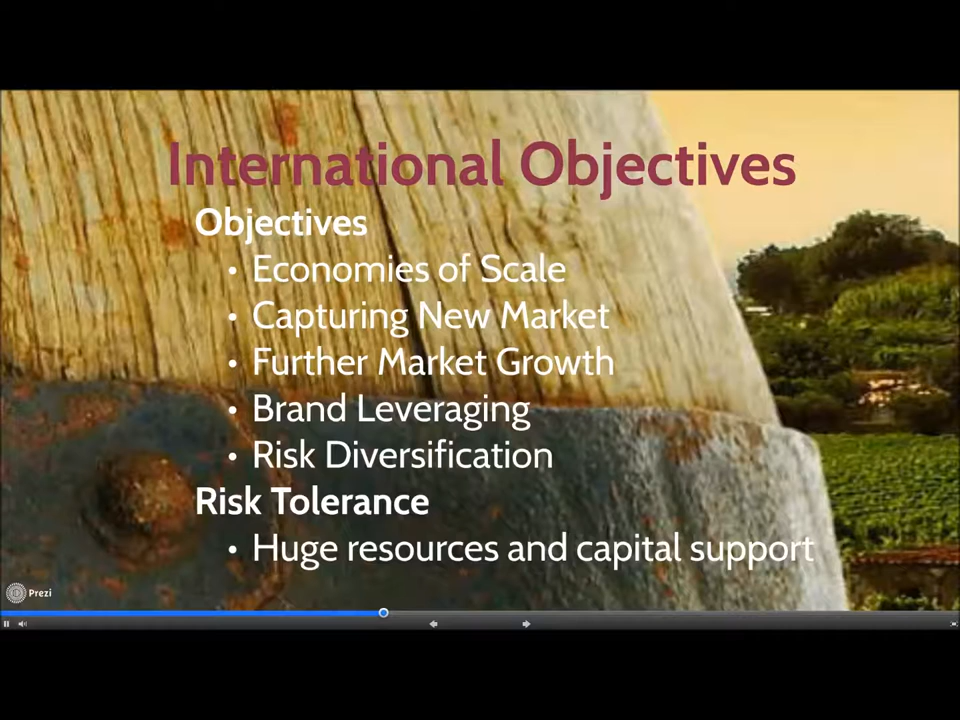 International Objectives
Objectives
• Economies of Scale
• Capturing New Market
• Further Market Growth
• Brand Leveraging
• Risk Diversification
Risk Tolerance
• Huge resources and capital support
Prezi